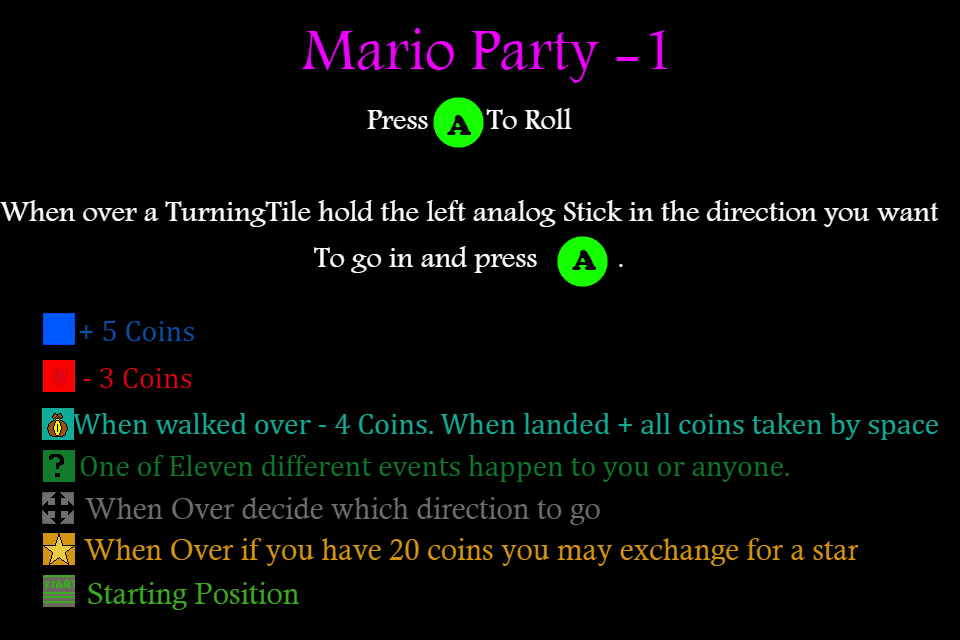 Mario Party -1
Press A To Roll
When over a TurningTile hold the left analog Stick in the direction you want
To go in and press A .
+ 5 Coins
- 3 Coins
When walked over - 4 Coins. When landed + all coins taken by space
? One of Eleven different events happen to you or anyone.
When Over decide which direction to go
When Over if you have 20 coins you may exchange for a star
START Starting Position